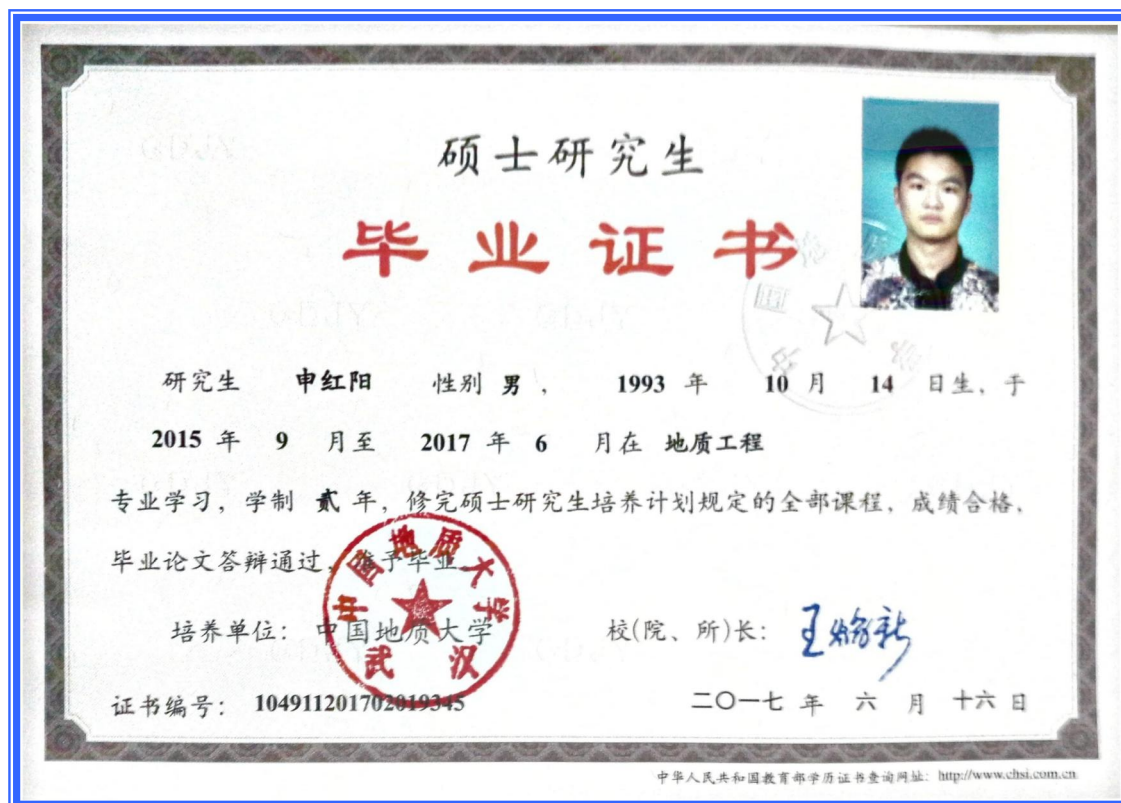 硕士研究生
毕业证书
研究生 申红阳 性别 男， 1993 年 10 月 14 日生，于
2015 年 9 月至 2017 年 6 月在 地质工程
专业学习，学制 贰 年，修完硕士研究生培养计划规定的全部课程，成绩合格，
毕业论文答辩通过，准予毕业。
培养单位：中国地质大学 校(院、所)长：
中国地质大学
武汉
证书编号：104911201702019345 二〇一七 年 六 月 十六 日
中华人民共和国教育部学历证书查询网址：http://www.chsi.com.cn